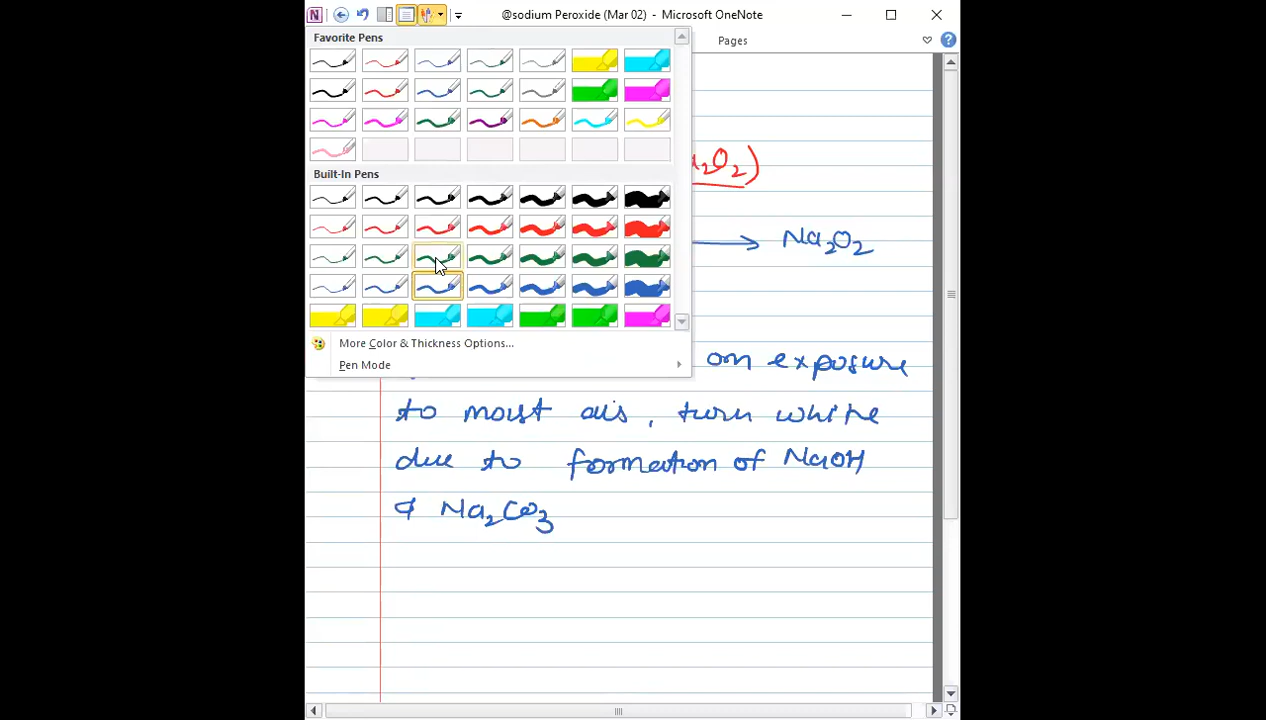 @sodium Peroxide (Mar 02) - Microsoft OneNote
Favorite Pens
Pages
Built-In Pens
2O2)
→ Na2O2
More Color & Thickness Options...
Pen Mode
on exposure
to moist air, turn white
due to formation of NaOH
& Na2CO3